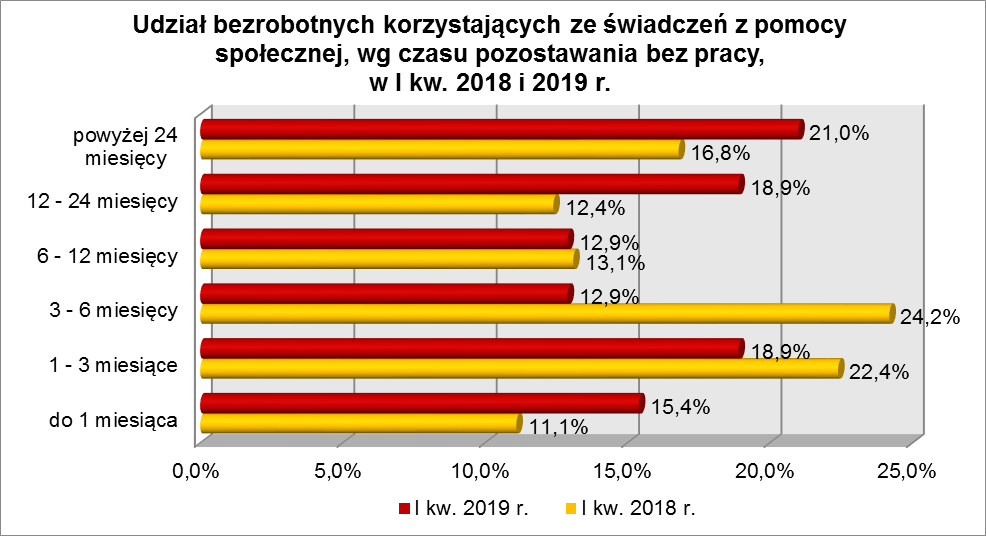 Udział bezrobotnych korzystających ze świadczeń z pomocy
społecznej, wg czasu pozostawania bez pracy,
w I kw. 2018 i 2019 r.
powyżej 24
miesięcy
21,0%
16,8%
12 - 24 miesięcy
18,9%
12,4%
6 - 12 miesięcy
12,9%
13,1%
3 - 6 miesięcy
12,9%
24,2%
1 - 3 miesiące
18,9%
22,4%
do 1 miesiąca
15,4%
11,1%
0,0% 5,0% 10,0% 15,0% 20,0% 25,0%
I kw. 2019 r. I kw. 2018 r.